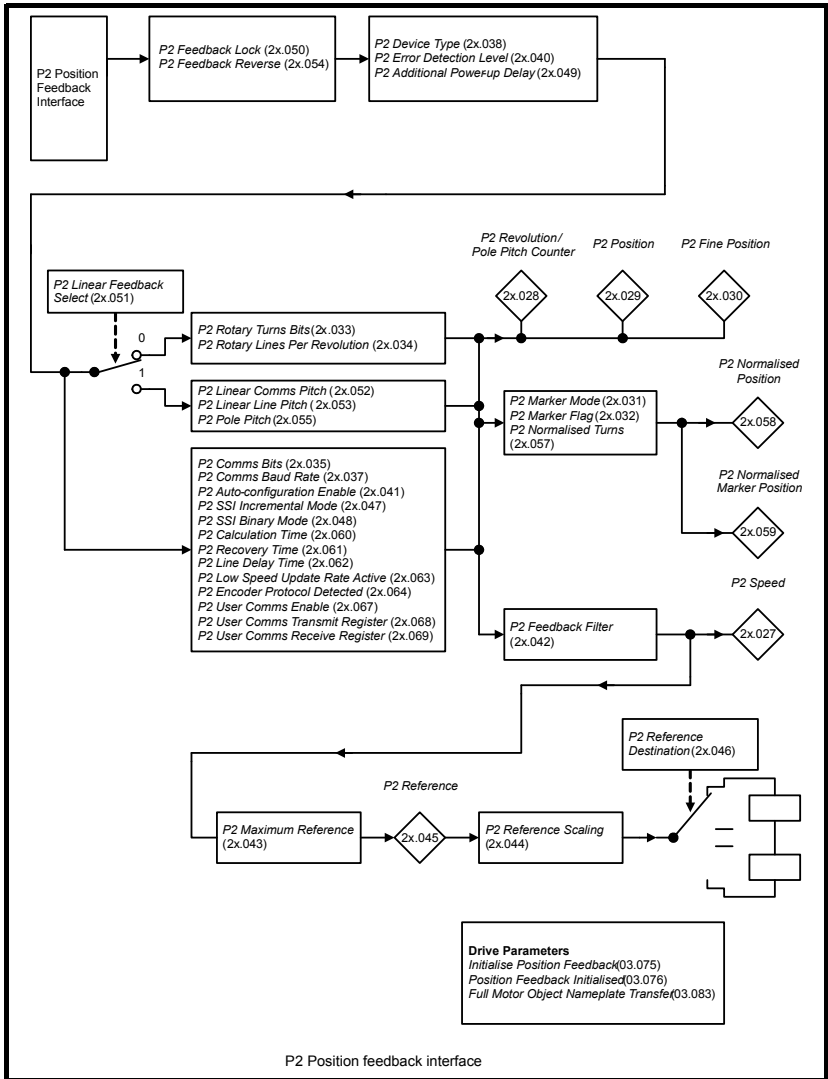 P2 Position
Feedback
Interface
P2 Feedback Lock (2x.050)
P2 Feedback Reverse (2x.054)
P2 Device Type (2x.038)
P2 Error Detection Level (2x.040)
P2 Additional Power-up Delay (2x.049)
P2 Revolution/
Pole Pitch Counter
P2 Position
P2 Fine Position
2x.028
2x.029
2x.030
P2 Linear Feedback
Select (2x.051)
0
1
P2 Rotary Turns Bits (2x.033)
P2 Rotary Lines Per Revolution (2x.034)
P2 Linear Comms Pitch (2x.052)
P2 Linear Line Pitch (2x.053)
P2 Pole Pitch (2x.055)
P2 Marker Mode (2x.031)
P2 Marker Flag (2x.032)
P2 Normalised Turns
(2x.057)
P2 Normalised
Position
2x.058
P2 Normalised
Marker Position
2x.059
P2 Comms Bits (2x.035)
P2 Comms Baud Rate (2x.037)
P2 Auto-configuration Enable (2x.041)
P2 SSI Incremental Mode (2x.047)
P2 SSI Binary Mode (2x.048)
P2 Calculation Time (2x.060)
P2 Recovery Time (2x.061)
P2 Line Delay Time (2x.062)
P2 Low Speed Update Rate Active (2x.063)
P2 Encoder Protocol Detected (2x.064)
P2 User Comms Enable (2x.067)
P2 User Comms Transmit Register (2x.068)
P2 User Comms Receive Register (2x.069)
P2 Feedback Filter
(2x.042)
P2 Speed
2x.027
P2 Reference
Destination (2x.046)
P2 Reference
P2 Maximum Reference
(2x.043)
2x.045
P2 Reference Scaling
(2x.044)
Drive Parameters
Initialise Position Feedback (03.075)
Position Feedback Initialised (03.076)
Full Motor Object Nameplate Transfer (03.083)
P2 Position feedback interface